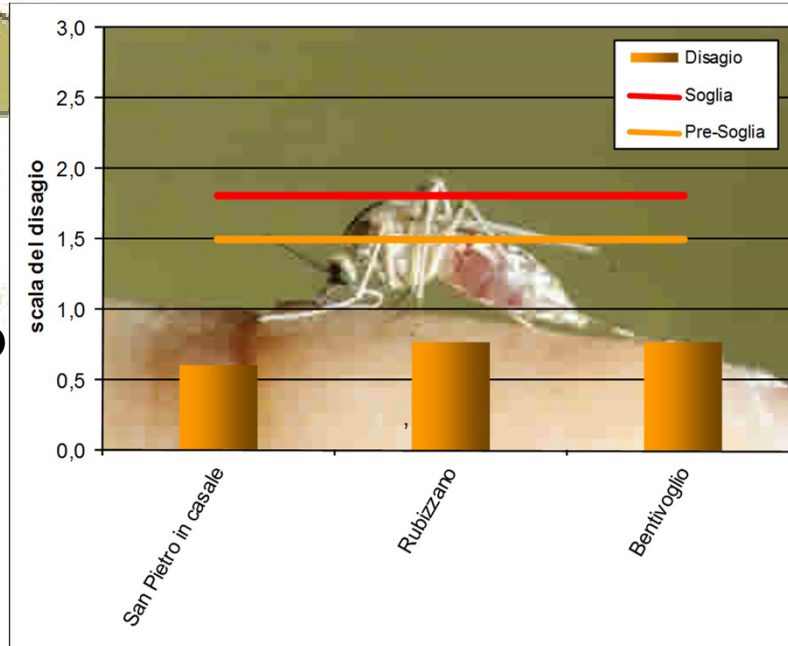 3,0
2,5
2,0
1,5
1,0
0,5
0,0
scala del disagio
Disagio
Soglia
Pre-Soglia
,
San Pietro in casale
Rubizzano
Bentivoglio